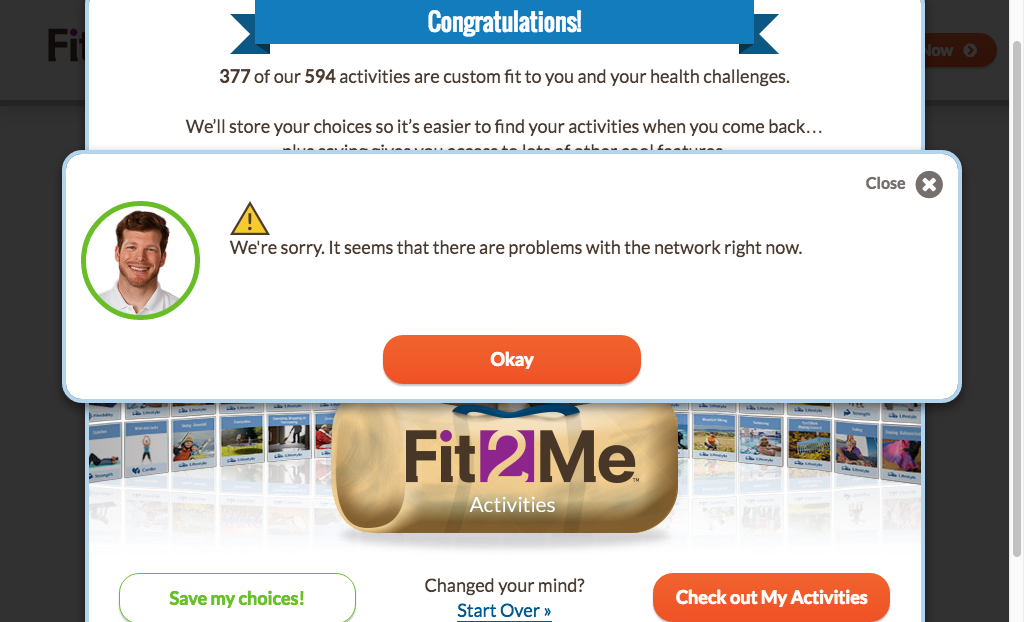 Congratulations!
Fit
Now
377 of our 594 activities are custom fit to you and your health challenges.
We'll store your choices so it's easier to find your activities when you come back…
plus saving gives you access to lots of other cool features.
Close
We're sorry. It seems that there are problems with the network right now.
Okay
Fit2Me™
Activities
Changed your mind?
Save my choices!
Start Over »
Check out My Activities